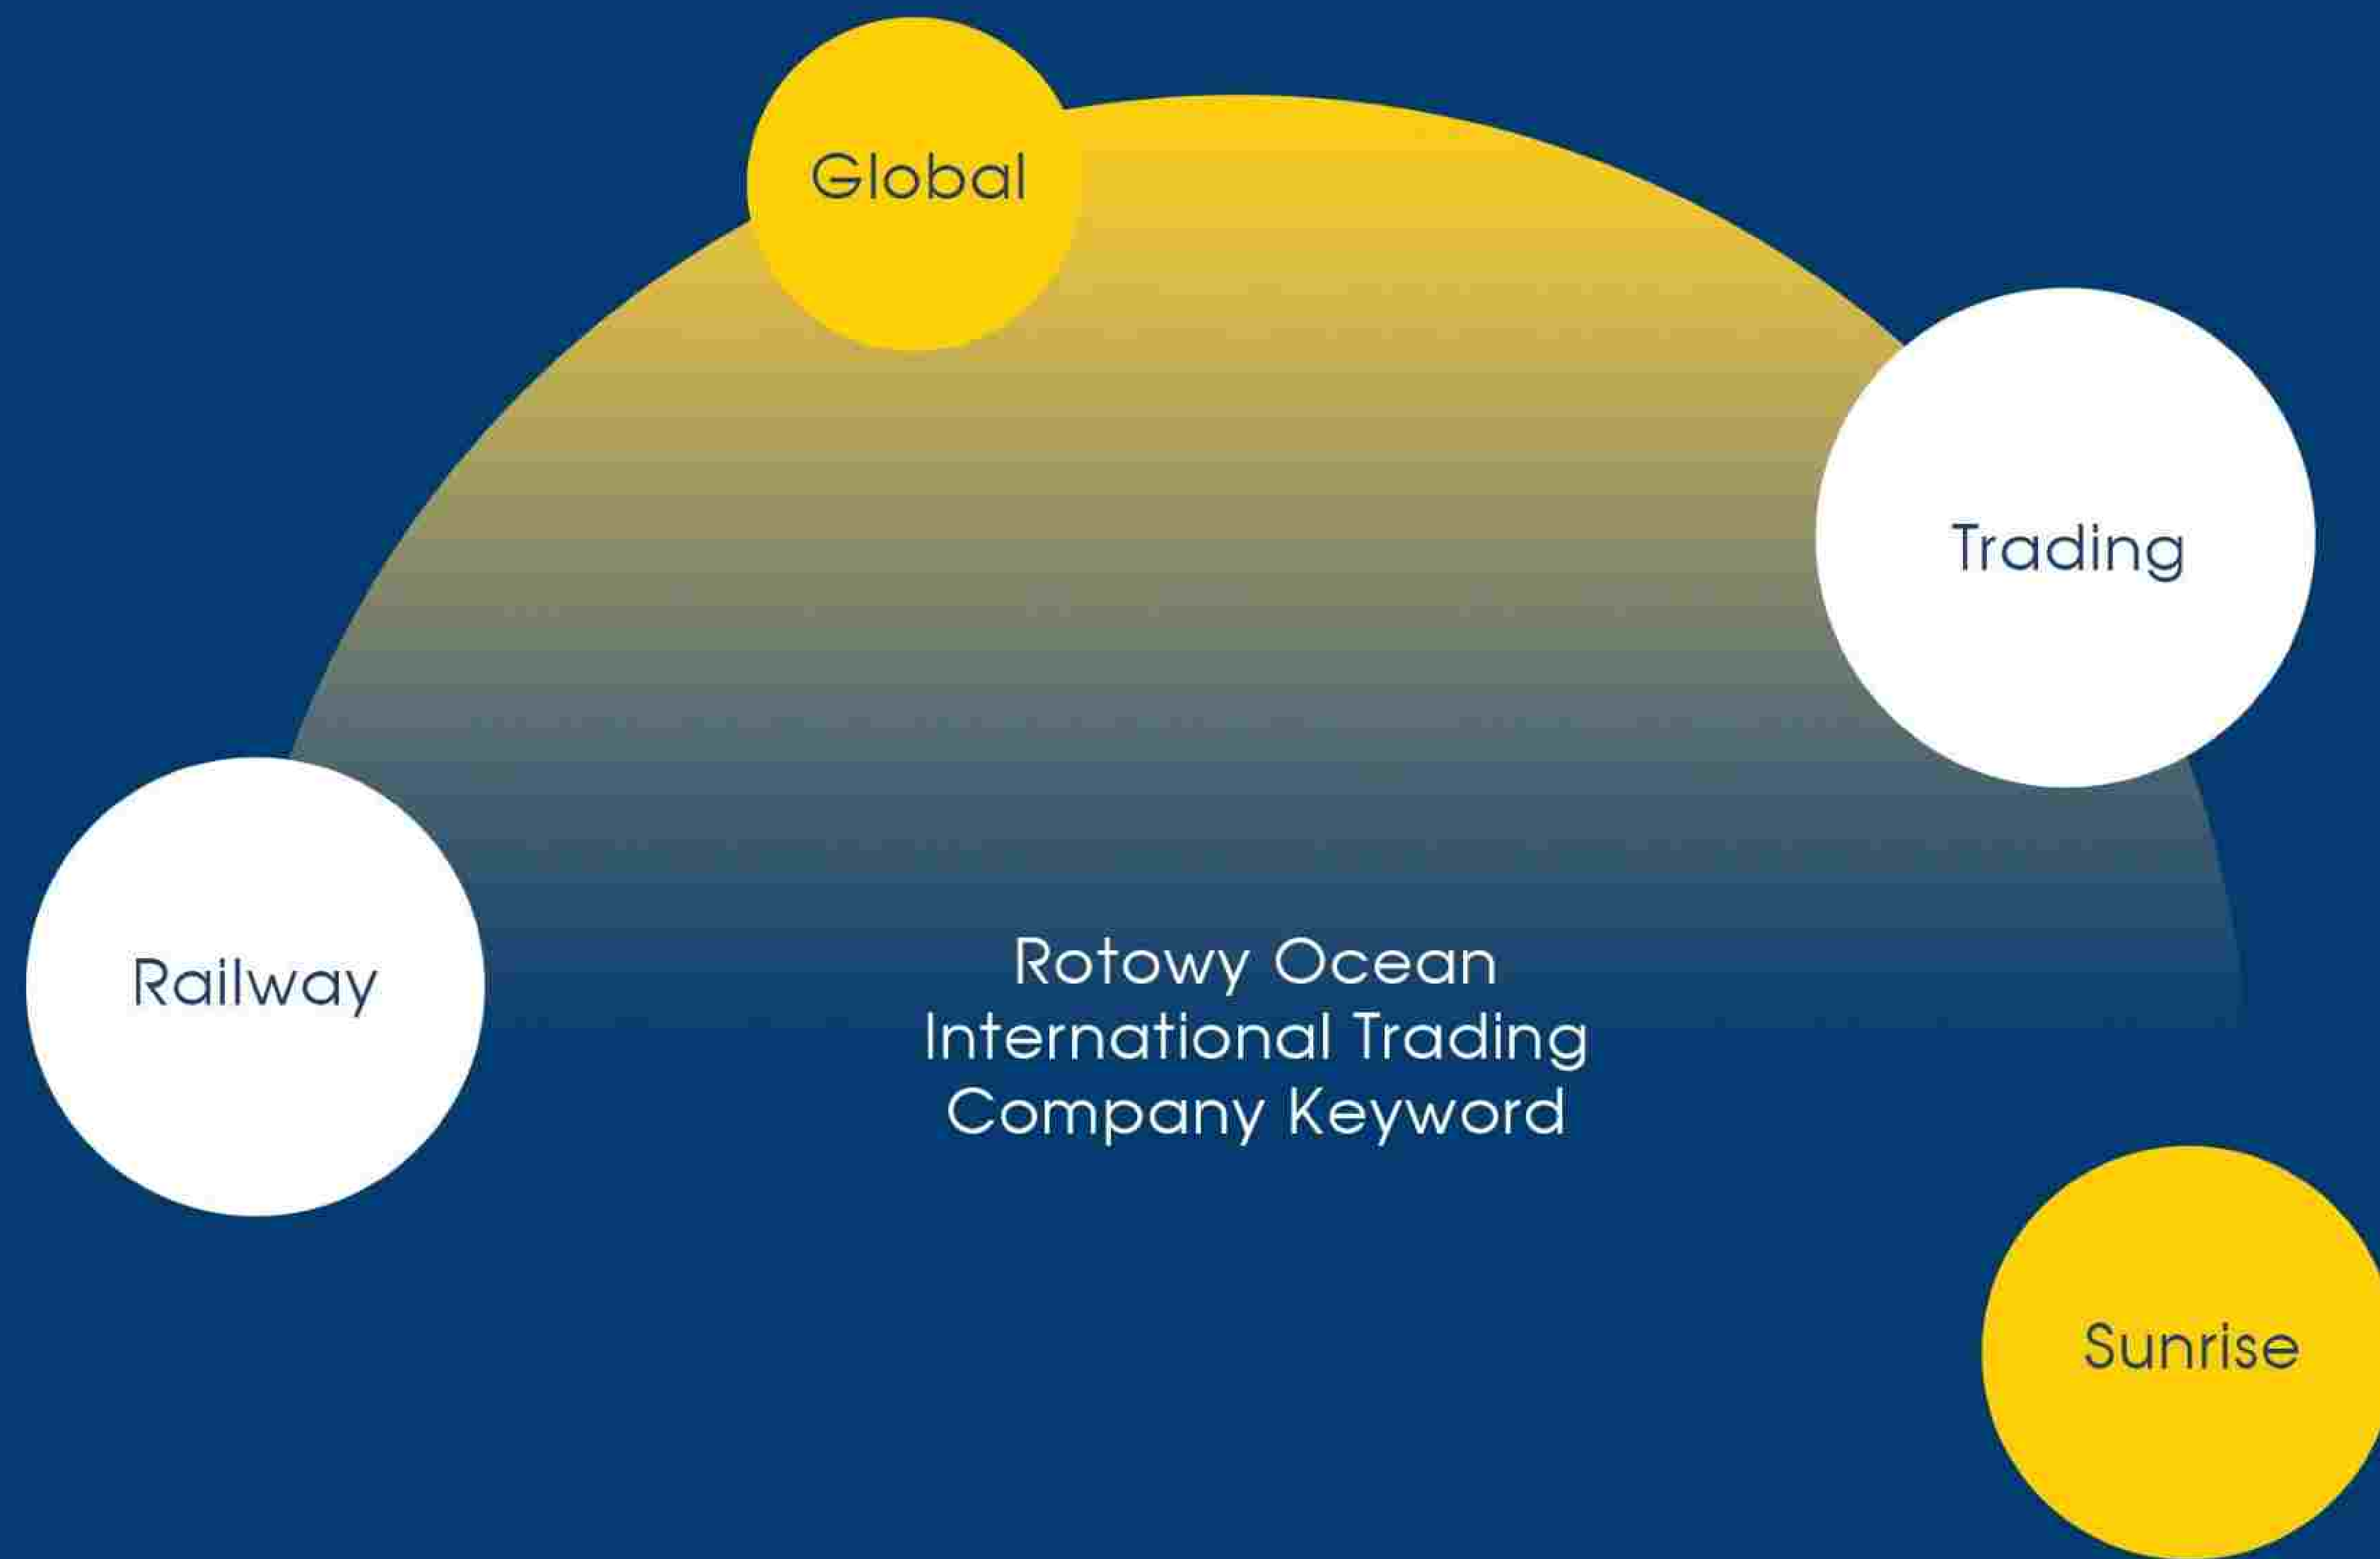 Global
Trading
Railway
Rotowy Ocean
International Trading
Company Keyword
Sunrise